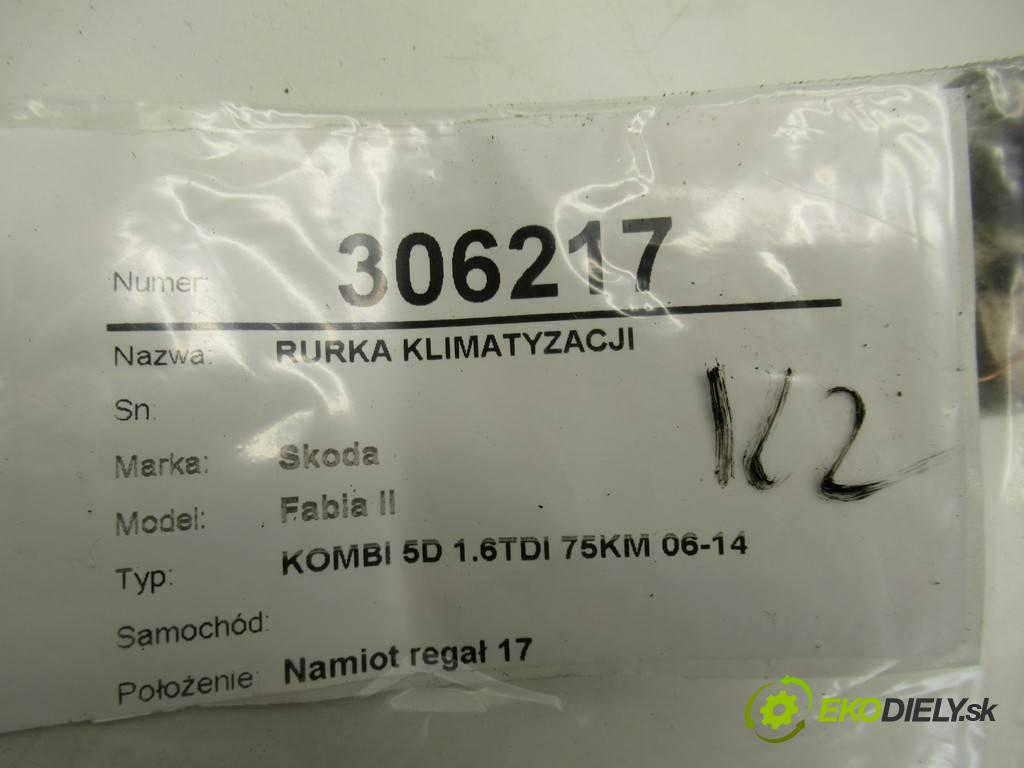 Numer: 306217
Nazwa: RURKA KLIMATYZACJI
Sn:
Marka: Skoda
Model: Fabia II
Typ: KOMBI 5D 1.6TDI 75KM 06-14
Samochód:
Położenie: Namiot regał 17
K2
EKODIELY.sk